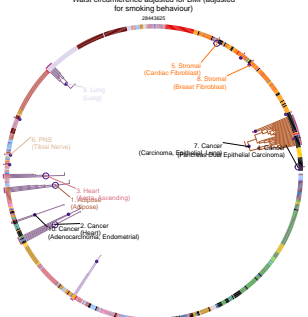 Waist circumference adjusted for BMI (adjusted
for smoking behaviour)
28443625
5. Stromal
(Cardiac Fibroblast)
8. Stromal
(Breast Fibroblast)
9. Lung
(Lung)
7. Cancer
(Carcinoma, Epithelial, Lung)
4. Cancer
(Pancreas Duct Epithelial Carcinoma)
6. PNS
(Tibial Nerve)
3. Heart
(Aorta, Ascending)
1. Adipose
(Adipose)
2. Cancer
(Heart)
10. Cancer
(Adenocarcinoma, Endometrial)